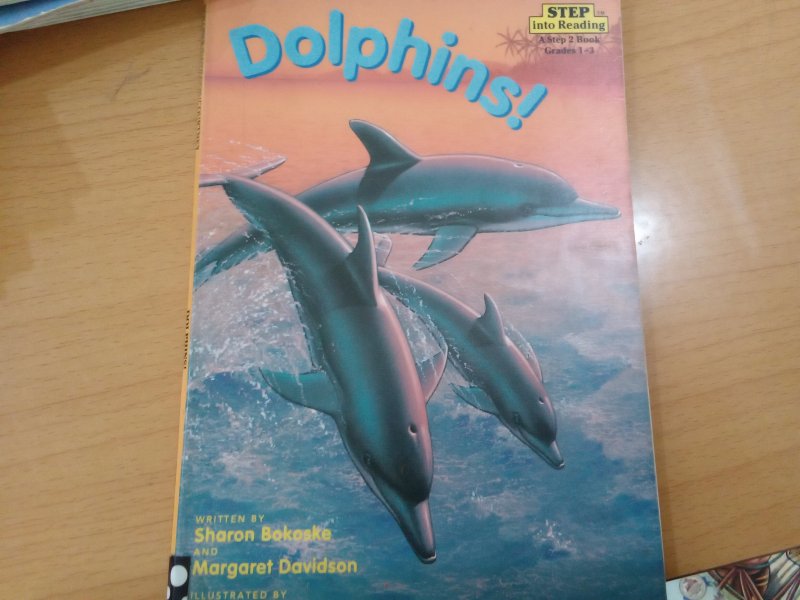 STEP
into Reading
A Step 2 Book
Grades 1-3
Dolphins!
WRITTEN BY
Sharon Bokoske
AND
Margaret Davidson
ILLUSTRATED BY